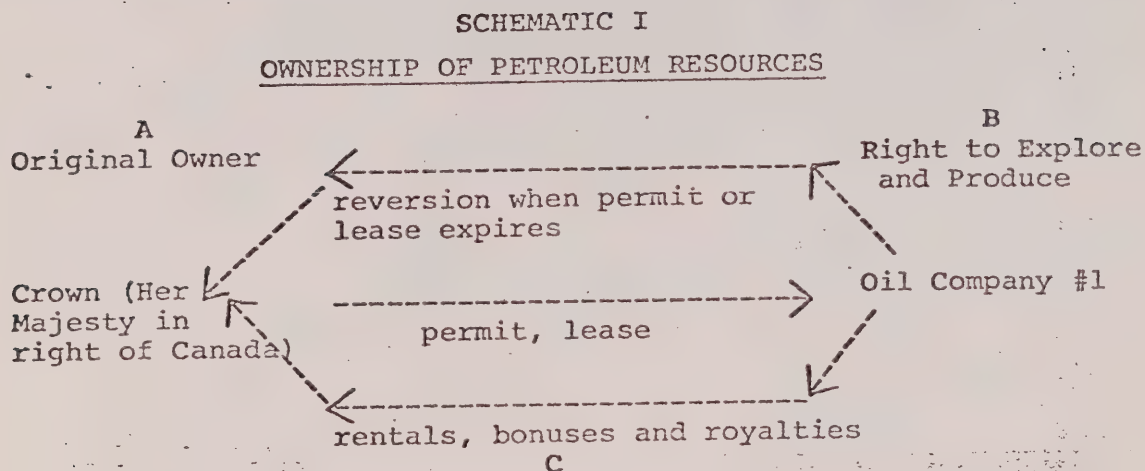 SCHEMATIC I
OWNERSHIP OF PETROLEUM RESOURCES
A
Original Owner
B
Right to Explore
and Produce
reversion when permit or
lease expires
Crown (Her
Majesty in
right of Canada)
permit, lease
Oil Company #1
rentals, bonuses and royalties
C